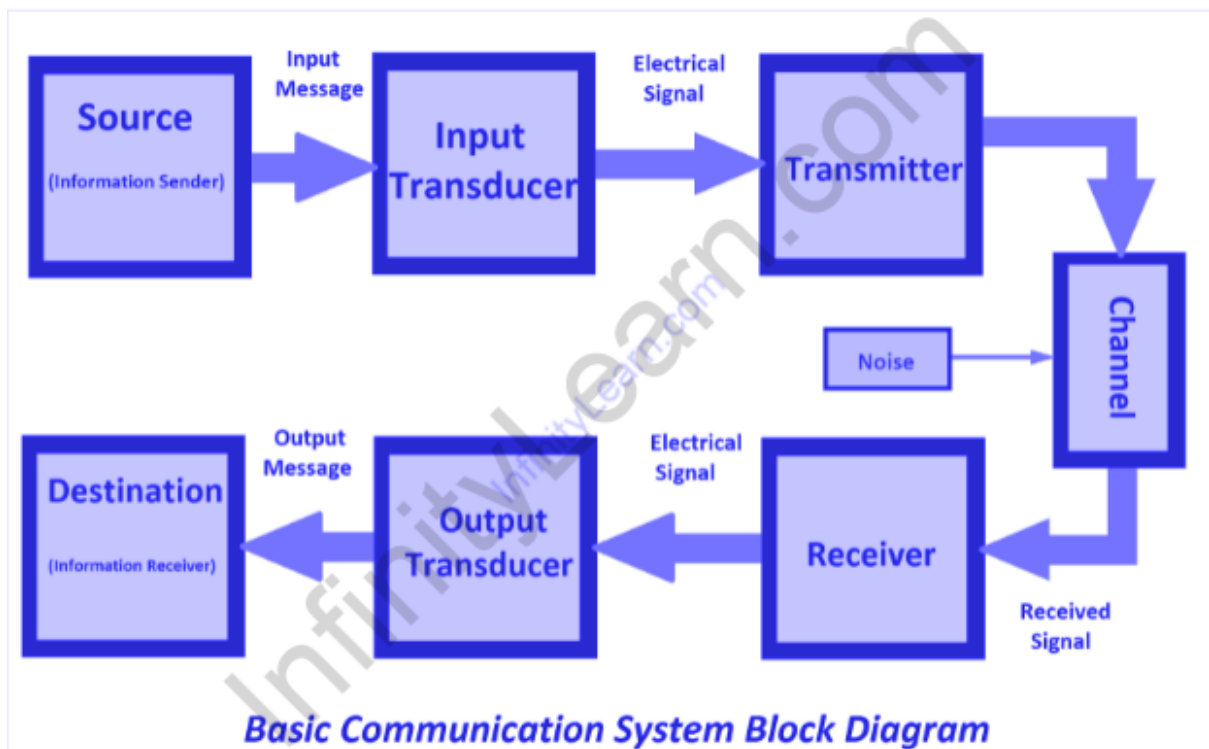 Source
(Information Sender)
Input
Message
Input
Transducer
Electrical
Signal
Transmitter
Channel
Noise
Received
Signal
Receiver
Electrical
Signal
Output
Transducer
Output
Message
Destination
(Information Receiver)
InfinityLearn.com
InfinityLearn.com
Basic Communication System Block Diagram